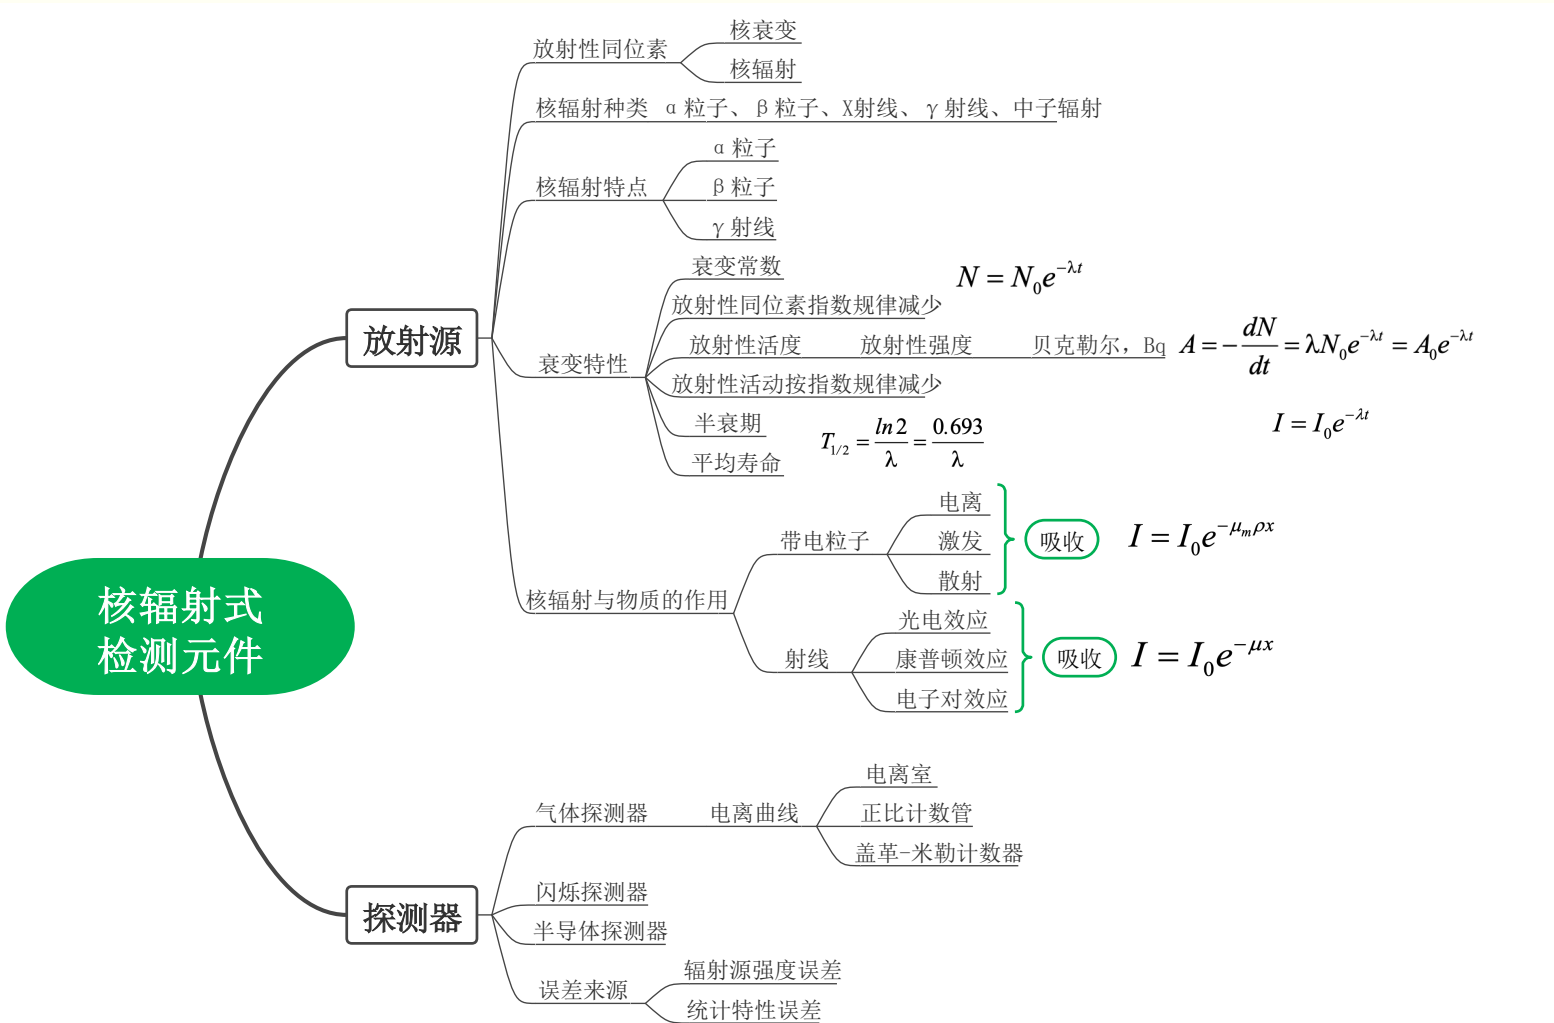 核辐射式
检测元件
放射源
放射性同位素
核衰变
核辐射
核辐射种类 α粒子、β粒子、X射线、γ射线、中子辐射
核辐射特点
α粒子
β粒子
γ射线
衰变特性
衰变常数
放射性同位素指数规律减少
N = N₀e^{-λt}
放射性活度 放射性强度 贝克勒尔, Bq A = -dN/dt = λN₀e^{-λt} = A₀e^{-λt}
放射性活动按指数规律减少
I = I₀e^{-λt}
半衰期
T_{1/2} = ln2/λ = 0.693/λ
平均寿命
核辐射与物质的作用
带电粒子
电离
激发
散射
吸收
I = I₀e^{-μₘρx}
射线
光电效应
康普顿效应
电子对效应
吸收
I = I₀e^{-μx}
探测器
气体探测器 电离曲线
电离室
正比计数管
盖革-米勒计数器
闪烁探测器
半导体探测器
误差来源
辐射源强度误差
统计特性误差